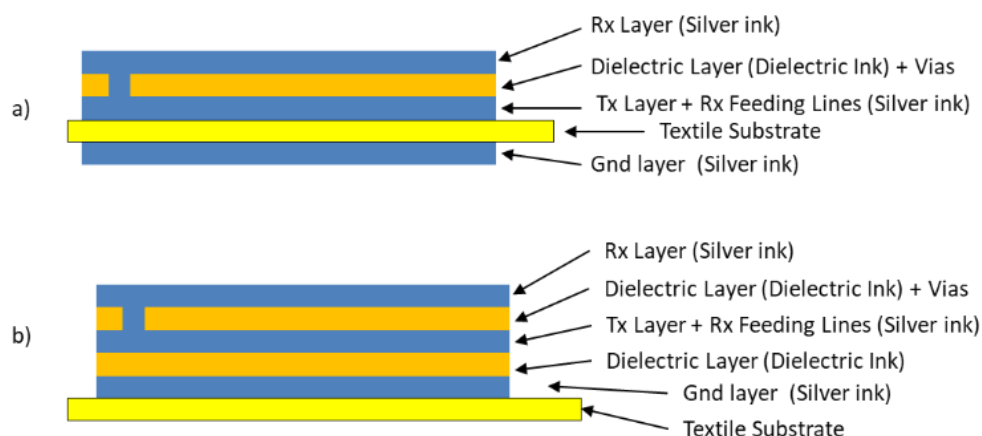 a)
Rx Layer (Silver ink)
Dielectric Layer (Dielectric Ink) + Vias
Tx Layer + Rx Feeding Lines (Silver ink)
Textile Substrate
Gnd layer (Silver ink)
b)
Rx Layer (Silver ink)
Dielectric Layer (Dielectric Ink) + Vias
Tx Layer + Rx Feeding Lines (Silver ink)
Dielectric Layer (Dielectric Ink)
Gnd layer (Silver ink)
Textile Substrate